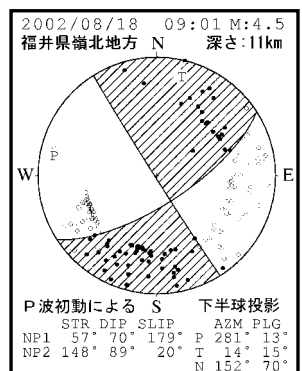 2002/08/18 09:01 M:4.5
福井県嶺北地方 N 深さ:11km
T
P
W E
P波初動による S 下半球投影
STR DIP SLIP AZM PLG
NP1 57° 70° 179° P 281° 13°
NP2 148° 89° 20° T 14° 15°
N 152° 70°